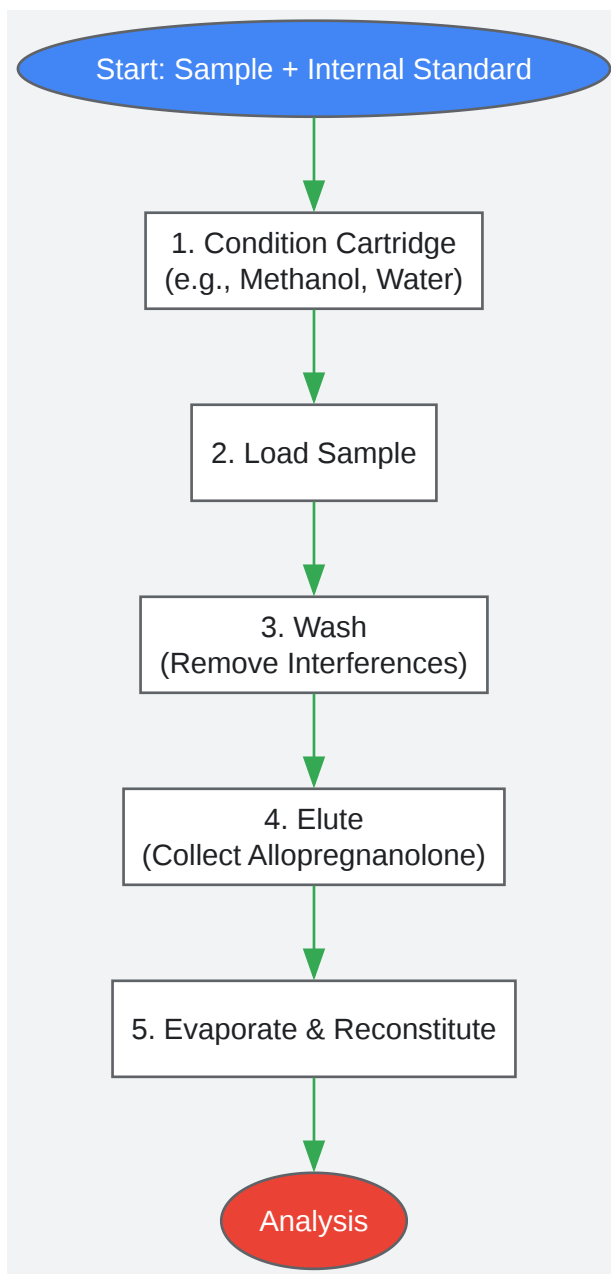 Start: Sample + Internal Standard
1. Condition Cartridge
(e.g., Methanol, Water)
2. Load Sample
3. Wash
(Remove Interferences)
4. Elute
(Collect Allopregnanolone)
5. Evaporate & Reconstitute
Analysis